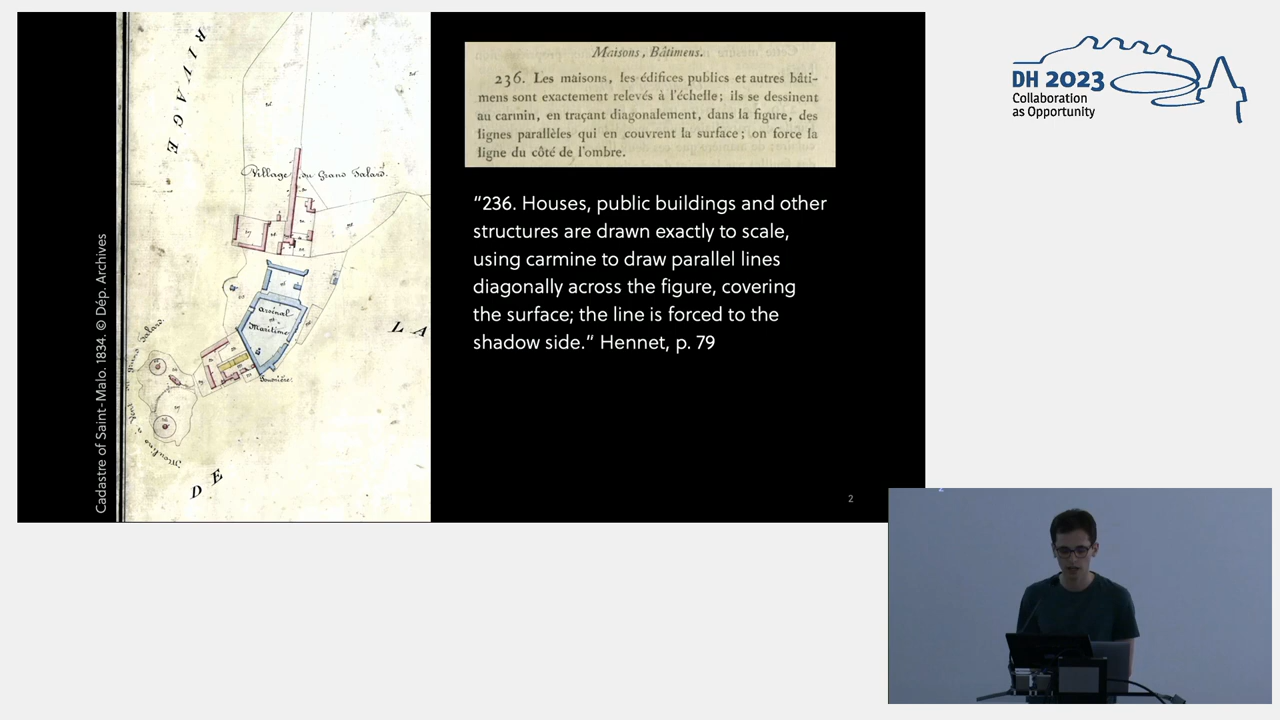 RIVAGE
Village du Grand Talard.
Arsenal
Maritime
LA
DE
Cadastre of Saint-Malo. 1834. © Dép. Archives
Maisons, Bâtimens.
236. Les maisons, les édifices publics et autres bâti-
mens sont exactement relevés à l'échelle; ils se dessinent
au carmin, en traçant diagonalement, dans la figure, des
lignes parallèles qui en couvrent la surface; on force la
ligne du côté de l'ombre.
"236. Houses, public buildings and other
structures are drawn exactly to scale,
using carmine to draw parallel lines
diagonally across the figure, covering
the surface; the line is forced to the
shadow side." Hennet, p. 79
2
DH 2023
Collaboration
as Opportunity